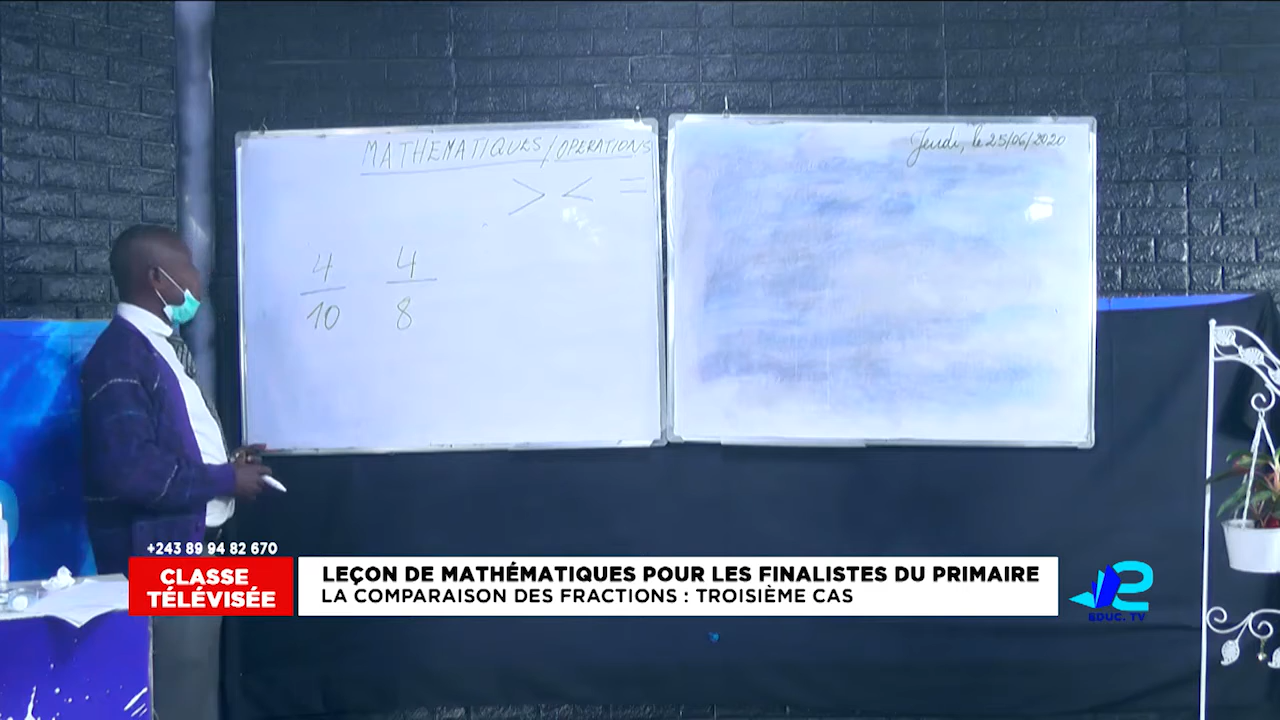 MATHEMATIQUES/OPERATIONS
> < =
4 4
10 8
Jeudi, le 25/06/2020
+243 89 94 82 670
CLASSE
TÉLÉVISÉE
LEÇON DE MATHÉMATIQUES POUR LES FINALISTES DU PRIMAIRE
LA COMPARAISON DES FRACTIONS : TROISIÈME CAS
EDUC. TV